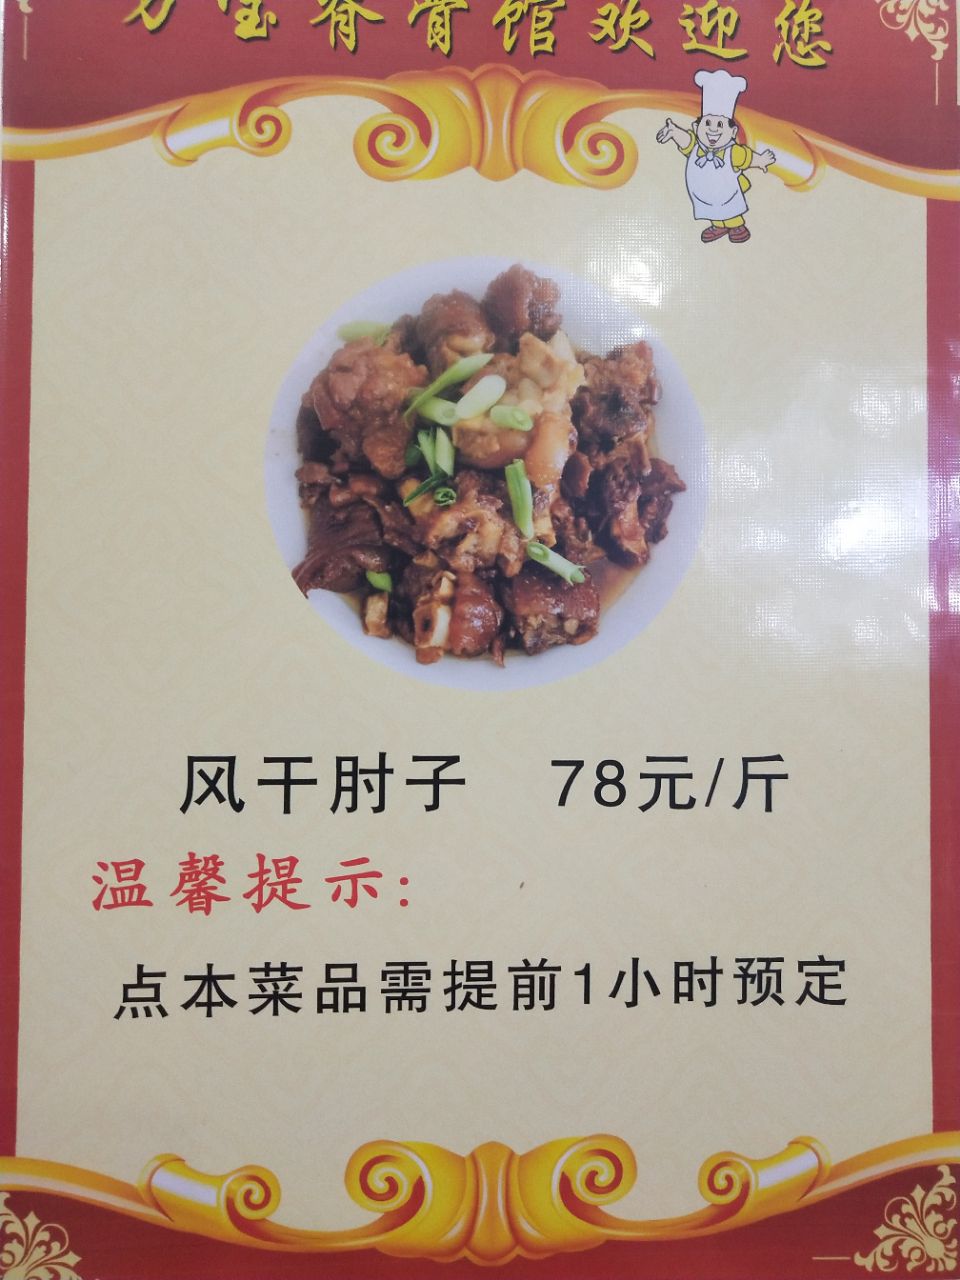 宝脊骨馆欢迎您
风干肘子 78元/斤
温馨提示:
点本菜品需提前1小时预定